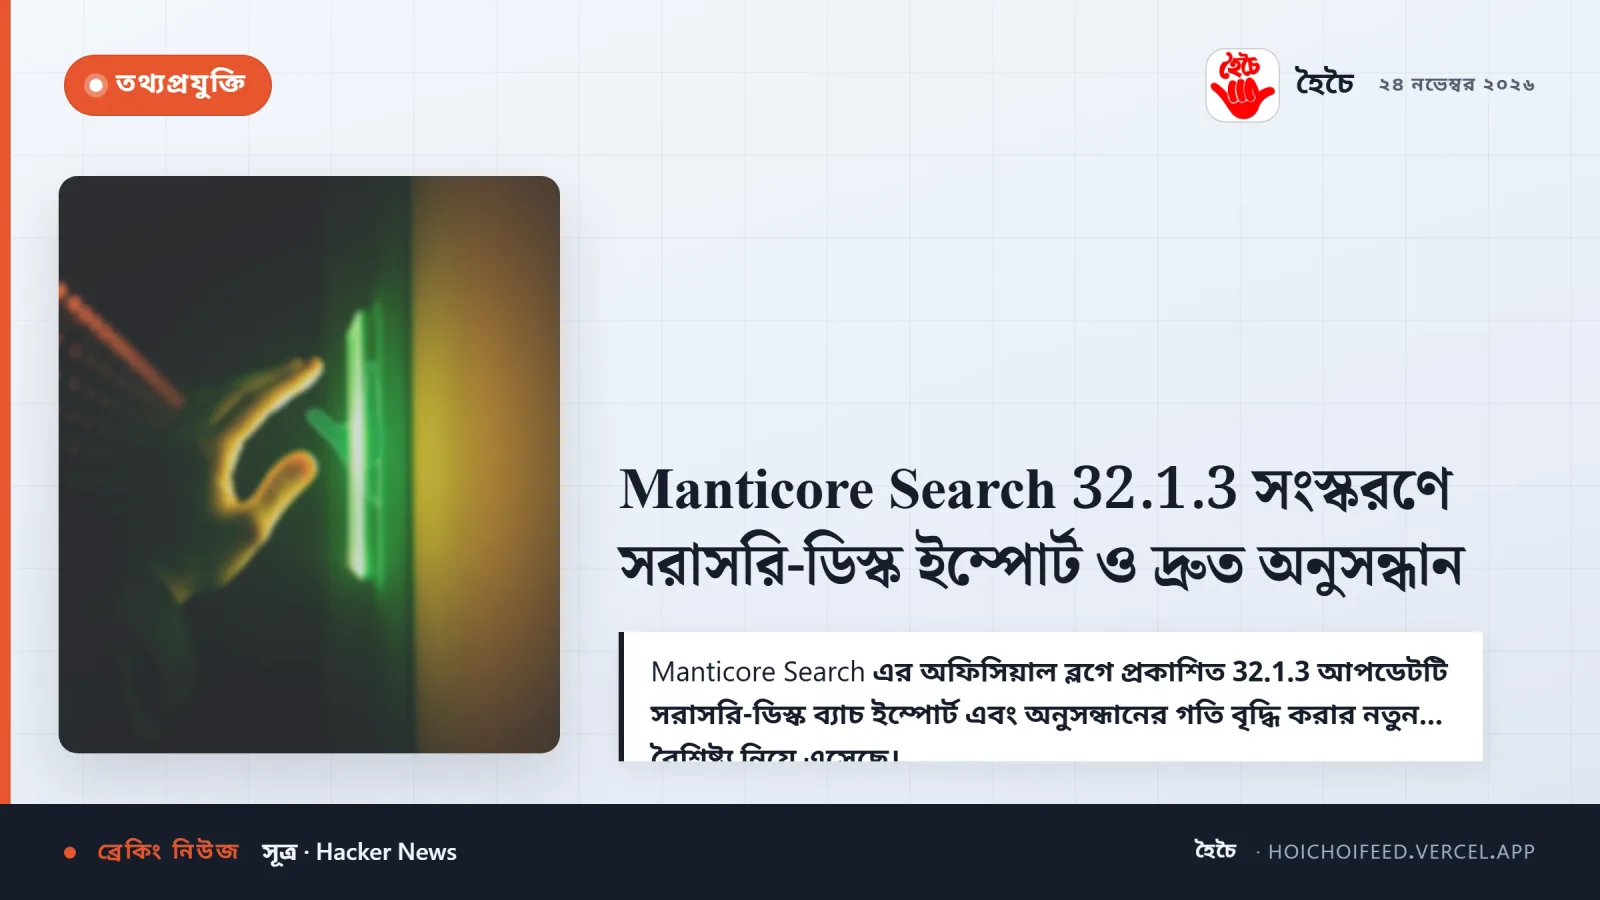 তথ্যপ্রযুক্তি
হৈচৈ
হৈচৈ
২৪ নভেম্বর ২০২৬
Manticore Search 32.1.3 সংস্করণে
সরাসরি-ডিস্ক ইম্পোর্ট ও দ্রুত অনুসন্ধান
Manticore Search এর অফিসিয়াল ব্লগে প্রকাশিত 32.1.3 আপডেটটি
সরাসরি-ডিস্ক ব্যাচ ইম্পোর্ট এবং অনুসন্ধানের গতি বৃদ্ধি করার নতুন...
বৈশিষ্ট্য নিয়ে এসেছে।
ব্রেকিং নিউজ সূত্র · Hacker News
হৈচৈ · HOICHOIFEED.VERCEL.APP